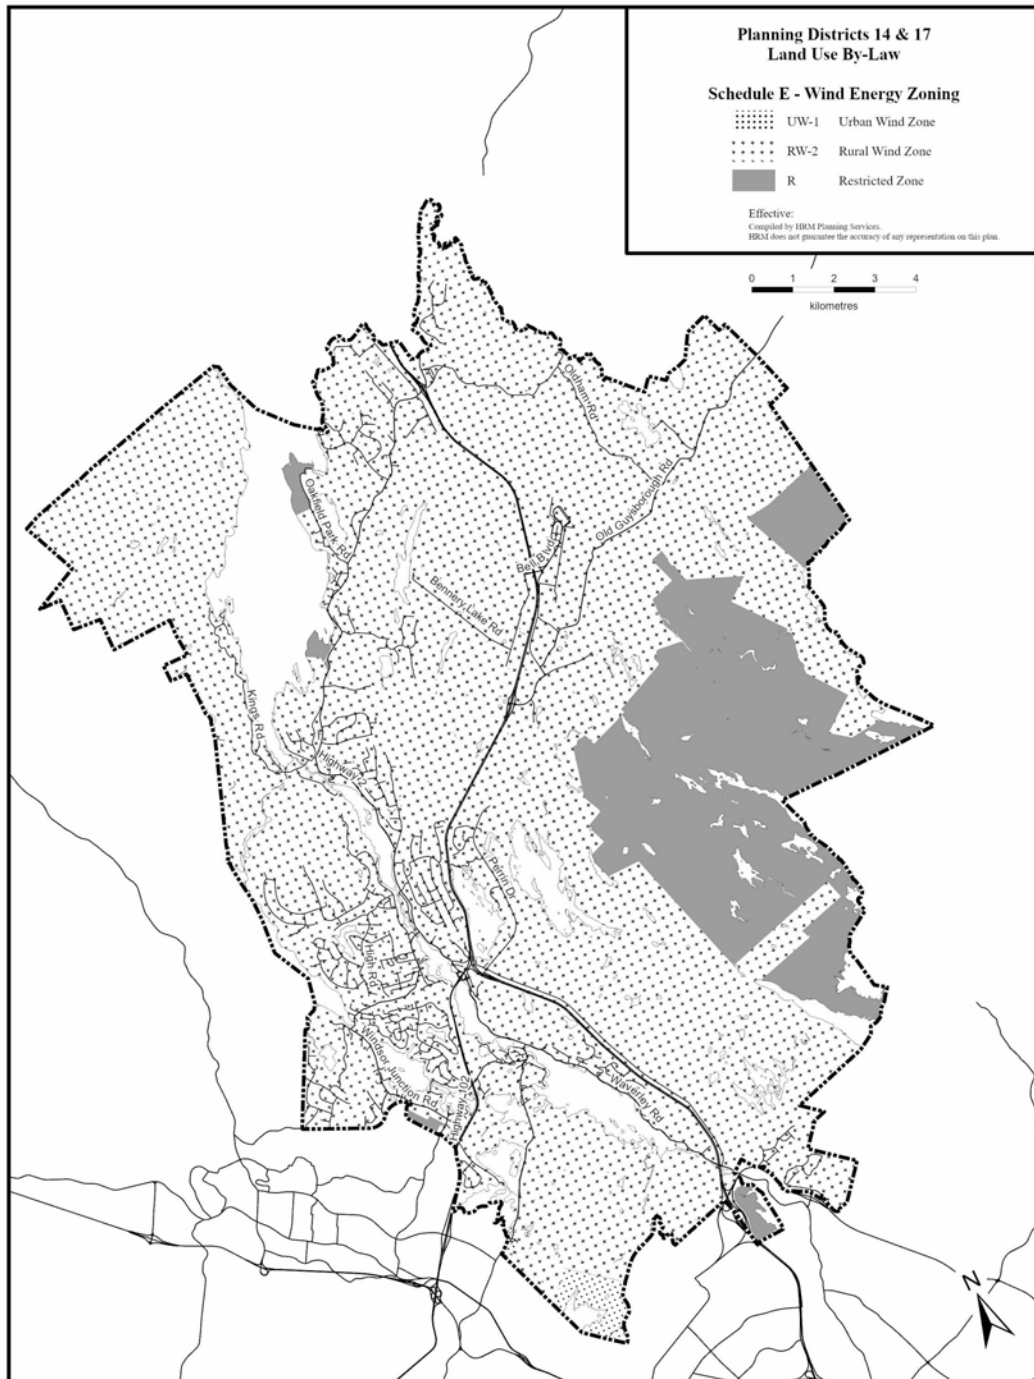 Planning Districts 14 & 17
Land Use By-Law
Schedule E - Wind Energy Zoning
UW-1 Urban Wind Zone
RW-2 Rural Wind Zone
R Restricted Zone
Effective:
Compiled by HRM Planning Services.
HRM does not guarantee the accuracy of any representation on this plan.
0 1 2 3 4
kilometres
Oldham Rd
Old Guysborough Rd
Oakfield Park Rd
Bell Blvd
Bennery Lake Rd
Kings Rd
Highway 2
Perrin Dr
High Rd
Windsor Junction Rd
Highway 102
Waverley Rd
N